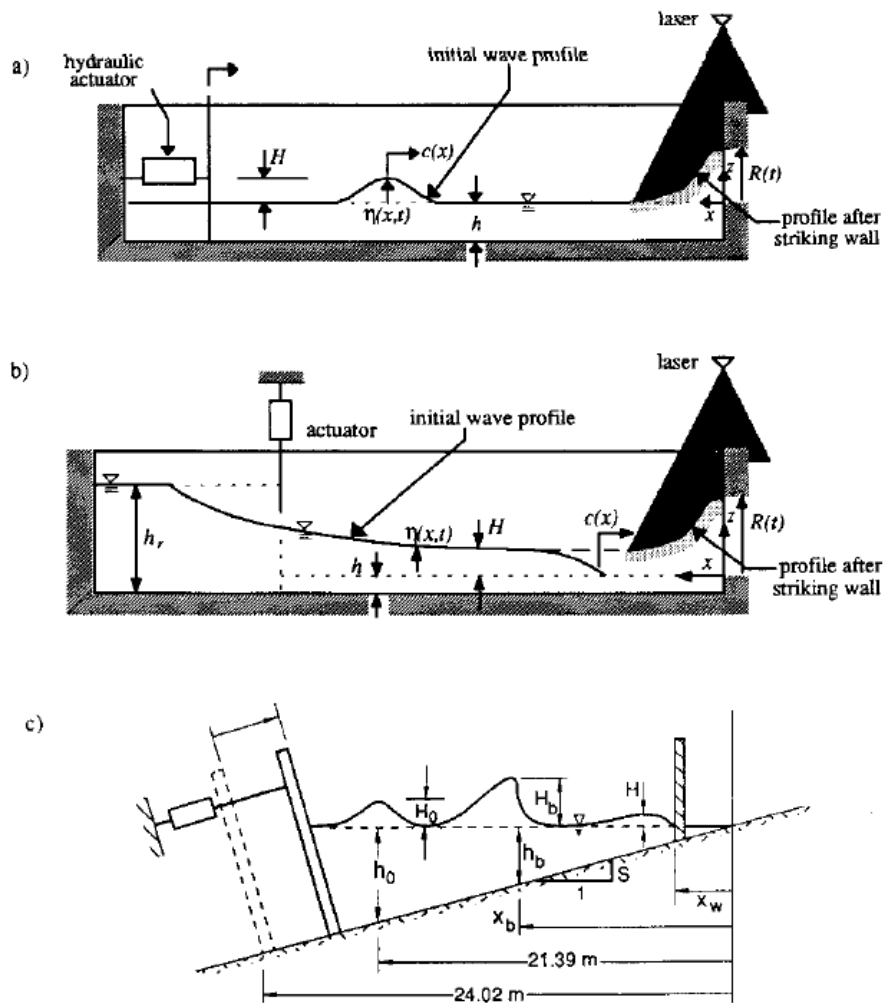 a)
laser
hydraulic
actuator
initial wave profile
c(x)
H
η(x,t)
h
z
R(t)
x
profile after
striking wall
b)
laser
actuator
initial wave profile
c(x)
h_r
η(x,t)
H
h
z
R(t)
x
profile after
striking wall
c)
H_0
H_b
H
h_0
h_b
S
1
x_b
x_w
21.39 m
24.02 m